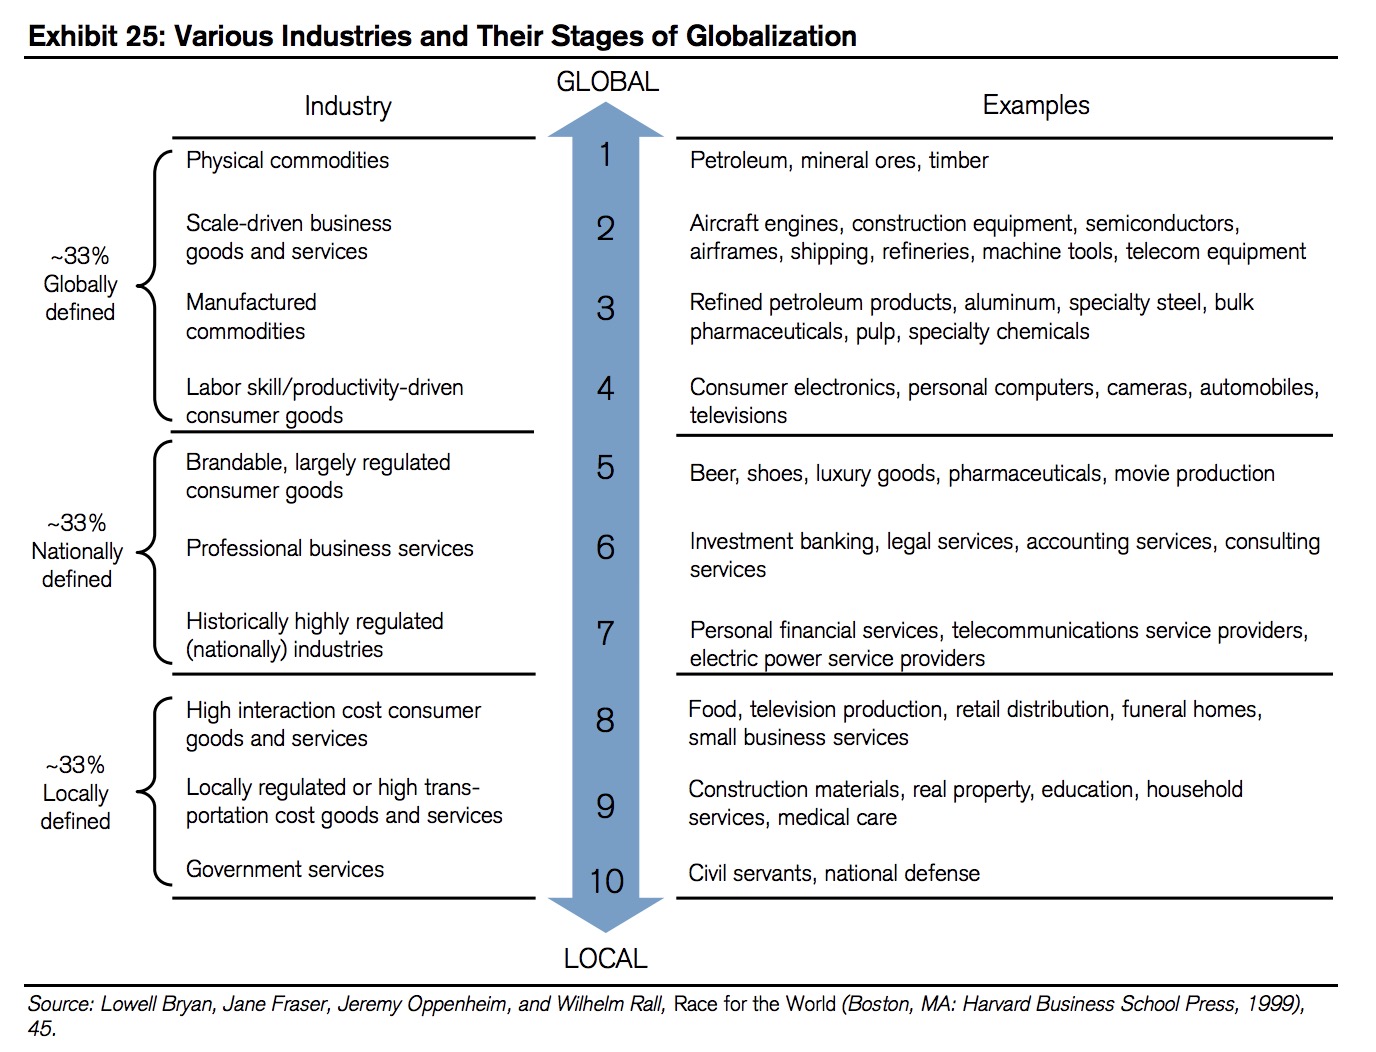 Exhibit 25: Various Industries and Their Stages of Globalization
GLOBAL
Industry
Examples
~33%
Globally
defined
Physical commodities
1
Petroleum, mineral ores, timber
Scale-driven business
goods and services
2
Aircraft engines, construction equipment, semiconductors,
airframes, shipping, refineries, machine tools, telecom equipment
Manufactured
commodities
3
Refined petroleum products, aluminum, specialty steel, bulk
pharmaceuticals, pulp, specialty chemicals
Labor skill/productivity-driven
consumer goods
4
Consumer electronics, personal computers, cameras, automobiles,
televisions
~33%
Nationally
defined
Brandable, largely regulated
consumer goods
5
Beer, shoes, luxury goods, pharmaceuticals, movie production
Professional business services
6
Investment banking, legal services, accounting services, consulting
services
Historically highly regulated
(nationally) industries
7
Personal financial services, telecommunications service providers,
electric power service providers
~33%
Locally
defined
High interaction cost consumer
goods and services
8
Food, television production, retail distribution, funeral homes,
small business services
Locally regulated or high trans-
portation cost goods and services
9
Construction materials, real property, education, household
services, medical care
Government services
10
Civil servants, national defense
LOCAL
Source: Lowell Bryan, Jane Fraser, Jeremy Oppenheim, and Wilhelm Rall, Race for the World (Boston, MA: Harvard Business School Press, 1999),
45.